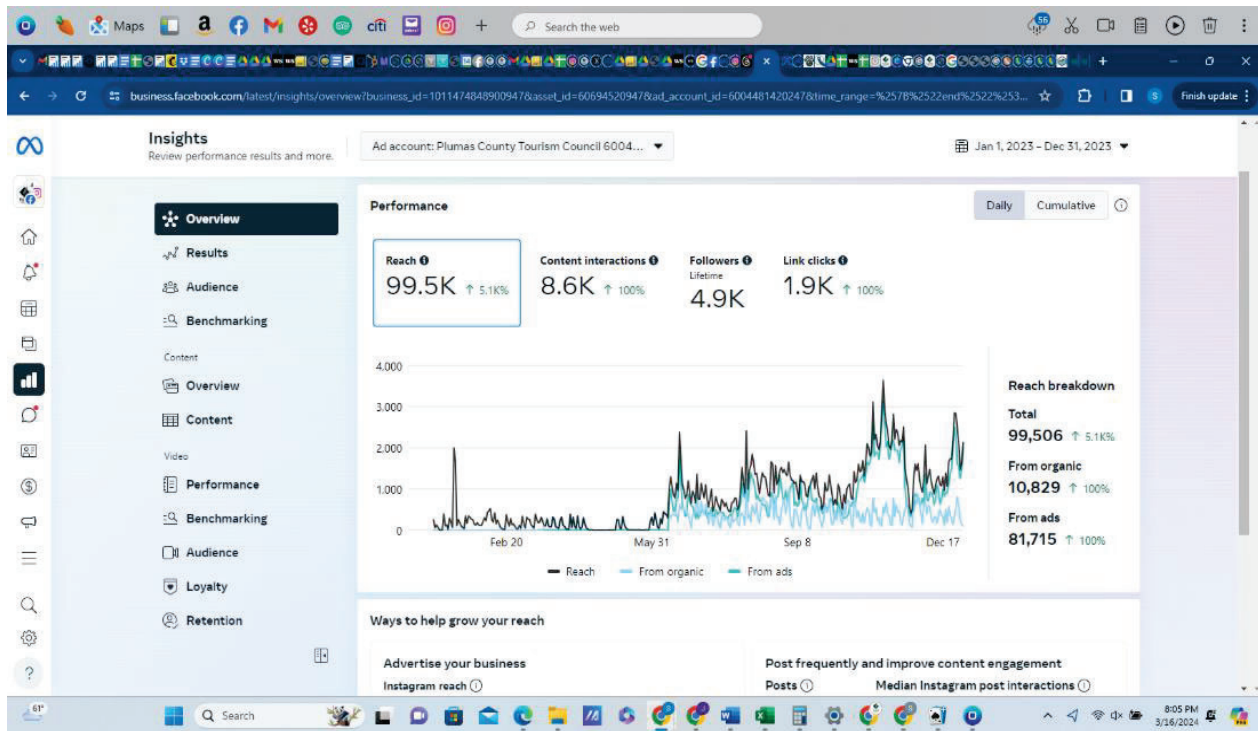 Maps
a
citi
+
Search the web
56
business.facebook.com/latest/insights/overview?business_id=1011474848900947&asset_id=60694520947&ad_account_id=6004481420247&time_range=%257B%2522end%2522%253...
S
Finish update
Insights
Review performance results and more.
Ad account: Plumas County Tourism Council 6004...
Jan 1, 2023 – Dec 31, 2023
Overview
Results
Audience
Benchmarking
Content
Overview
Content
Video
Performance
Benchmarking
Audience
Loyalty
Retention
Performance
Daily Cumulative
Reach Content interactions Followers Link clicks
Lifetime
99.5K ↑ 5.1K% 8.6K ↑ 100% 4.9K 1.9K ↑ 100%
4,000
3,000
2,000
1,000
0
Feb 20 May 31 Sep 8 Dec 17
Reach From organic From ads
Reach breakdown
Total
99,506 ↑ 5.1K%
From organic
10,829 ↑ 100%
From ads
81,715 ↑ 100%
Ways to help grow your reach
Advertise your business
Instagram reach
Post frequently and improve content engagement
Posts Median Instagram post interactions
61°
Search
8:05 PM
3/16/2024